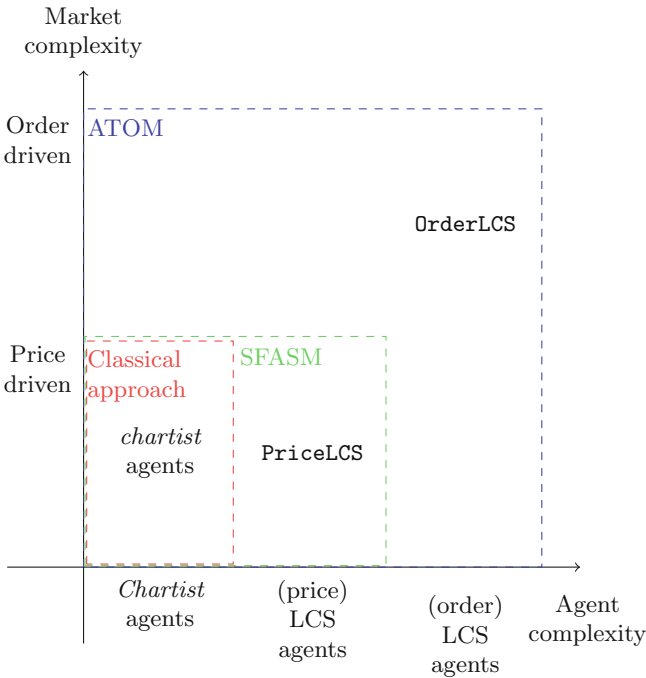 Market
complexity
Order
driven
ATOM
OrderLCS
Price
driven
Classical
approach
SFASM
chartist
agents
PriceLCS
Chartist
agents
(price)
LCS
agents
(order)
LCS
agents
Agent
complexity